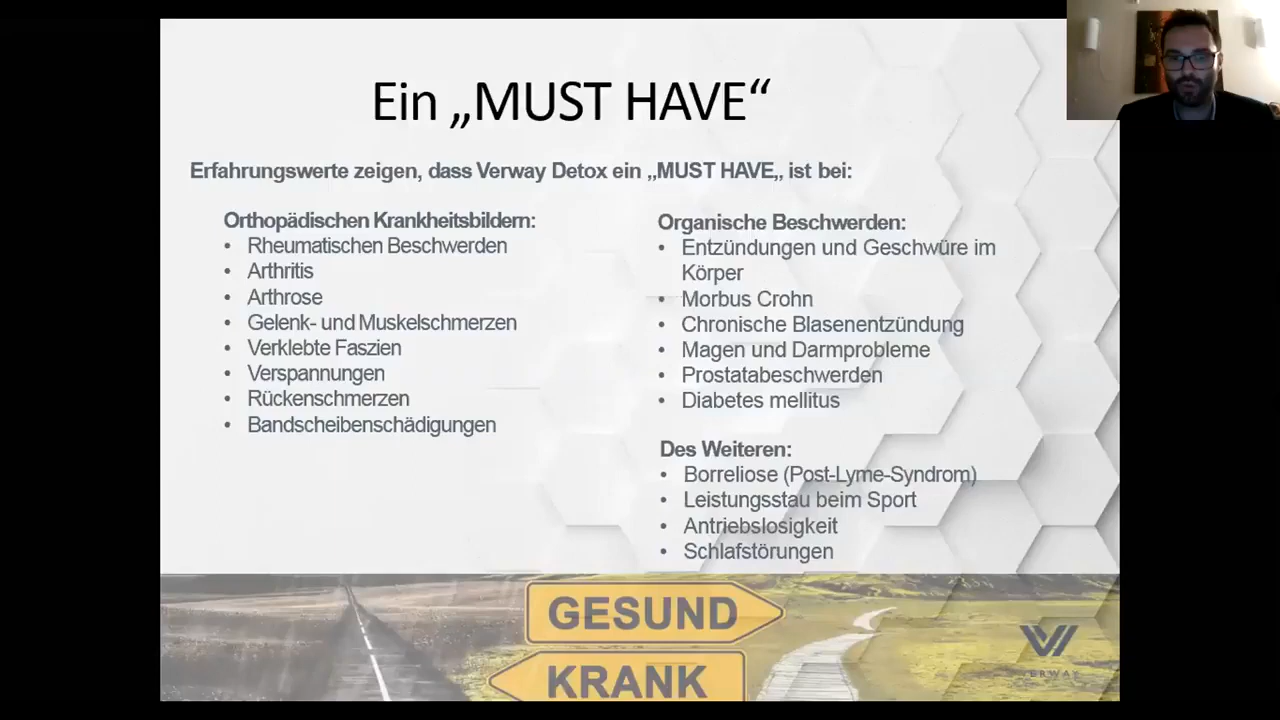 Ein „MUST HAVE“
Erfahrungswerte zeigen, dass Verway Detox ein „MUST HAVE„ ist bei:
Orthopädischen Krankheitsbildern:
• Rheumatischen Beschwerden
• Arthritis
• Arthrose
• Gelenk- und Muskelschmerzen
• Verklebte Faszien
• Verspannungen
• Rückenschmerzen
• Bandscheibenschädigungen
Organische Beschwerden:
• Entzündungen und Geschwüre im
Körper
• Morbus Crohn
• Chronische Blasenentzündung
• Magen und Darmprobleme
• Prostatabeschwerden
• Diabetes mellitus
Des Weiteren:
• Borreliose (Post-Lyme-Syndrom)
• Leistungsstau beim Sport
• Antriebslosigkeit
• Schlafstörungen
GESUND
KRANK
VERWAY